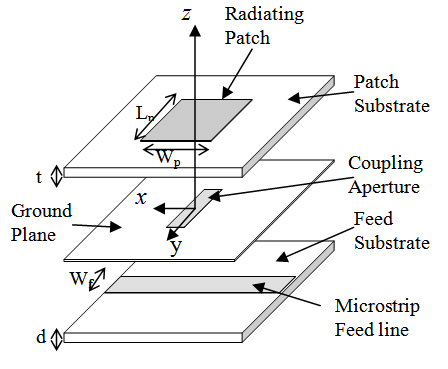 z
Radiating
Patch
Patch
Substrate
Lp
Wp
t
Coupling
Aperture
x
Ground
Plane
y
Feed
Substrate
Wf
Microstrip
Feed line
d